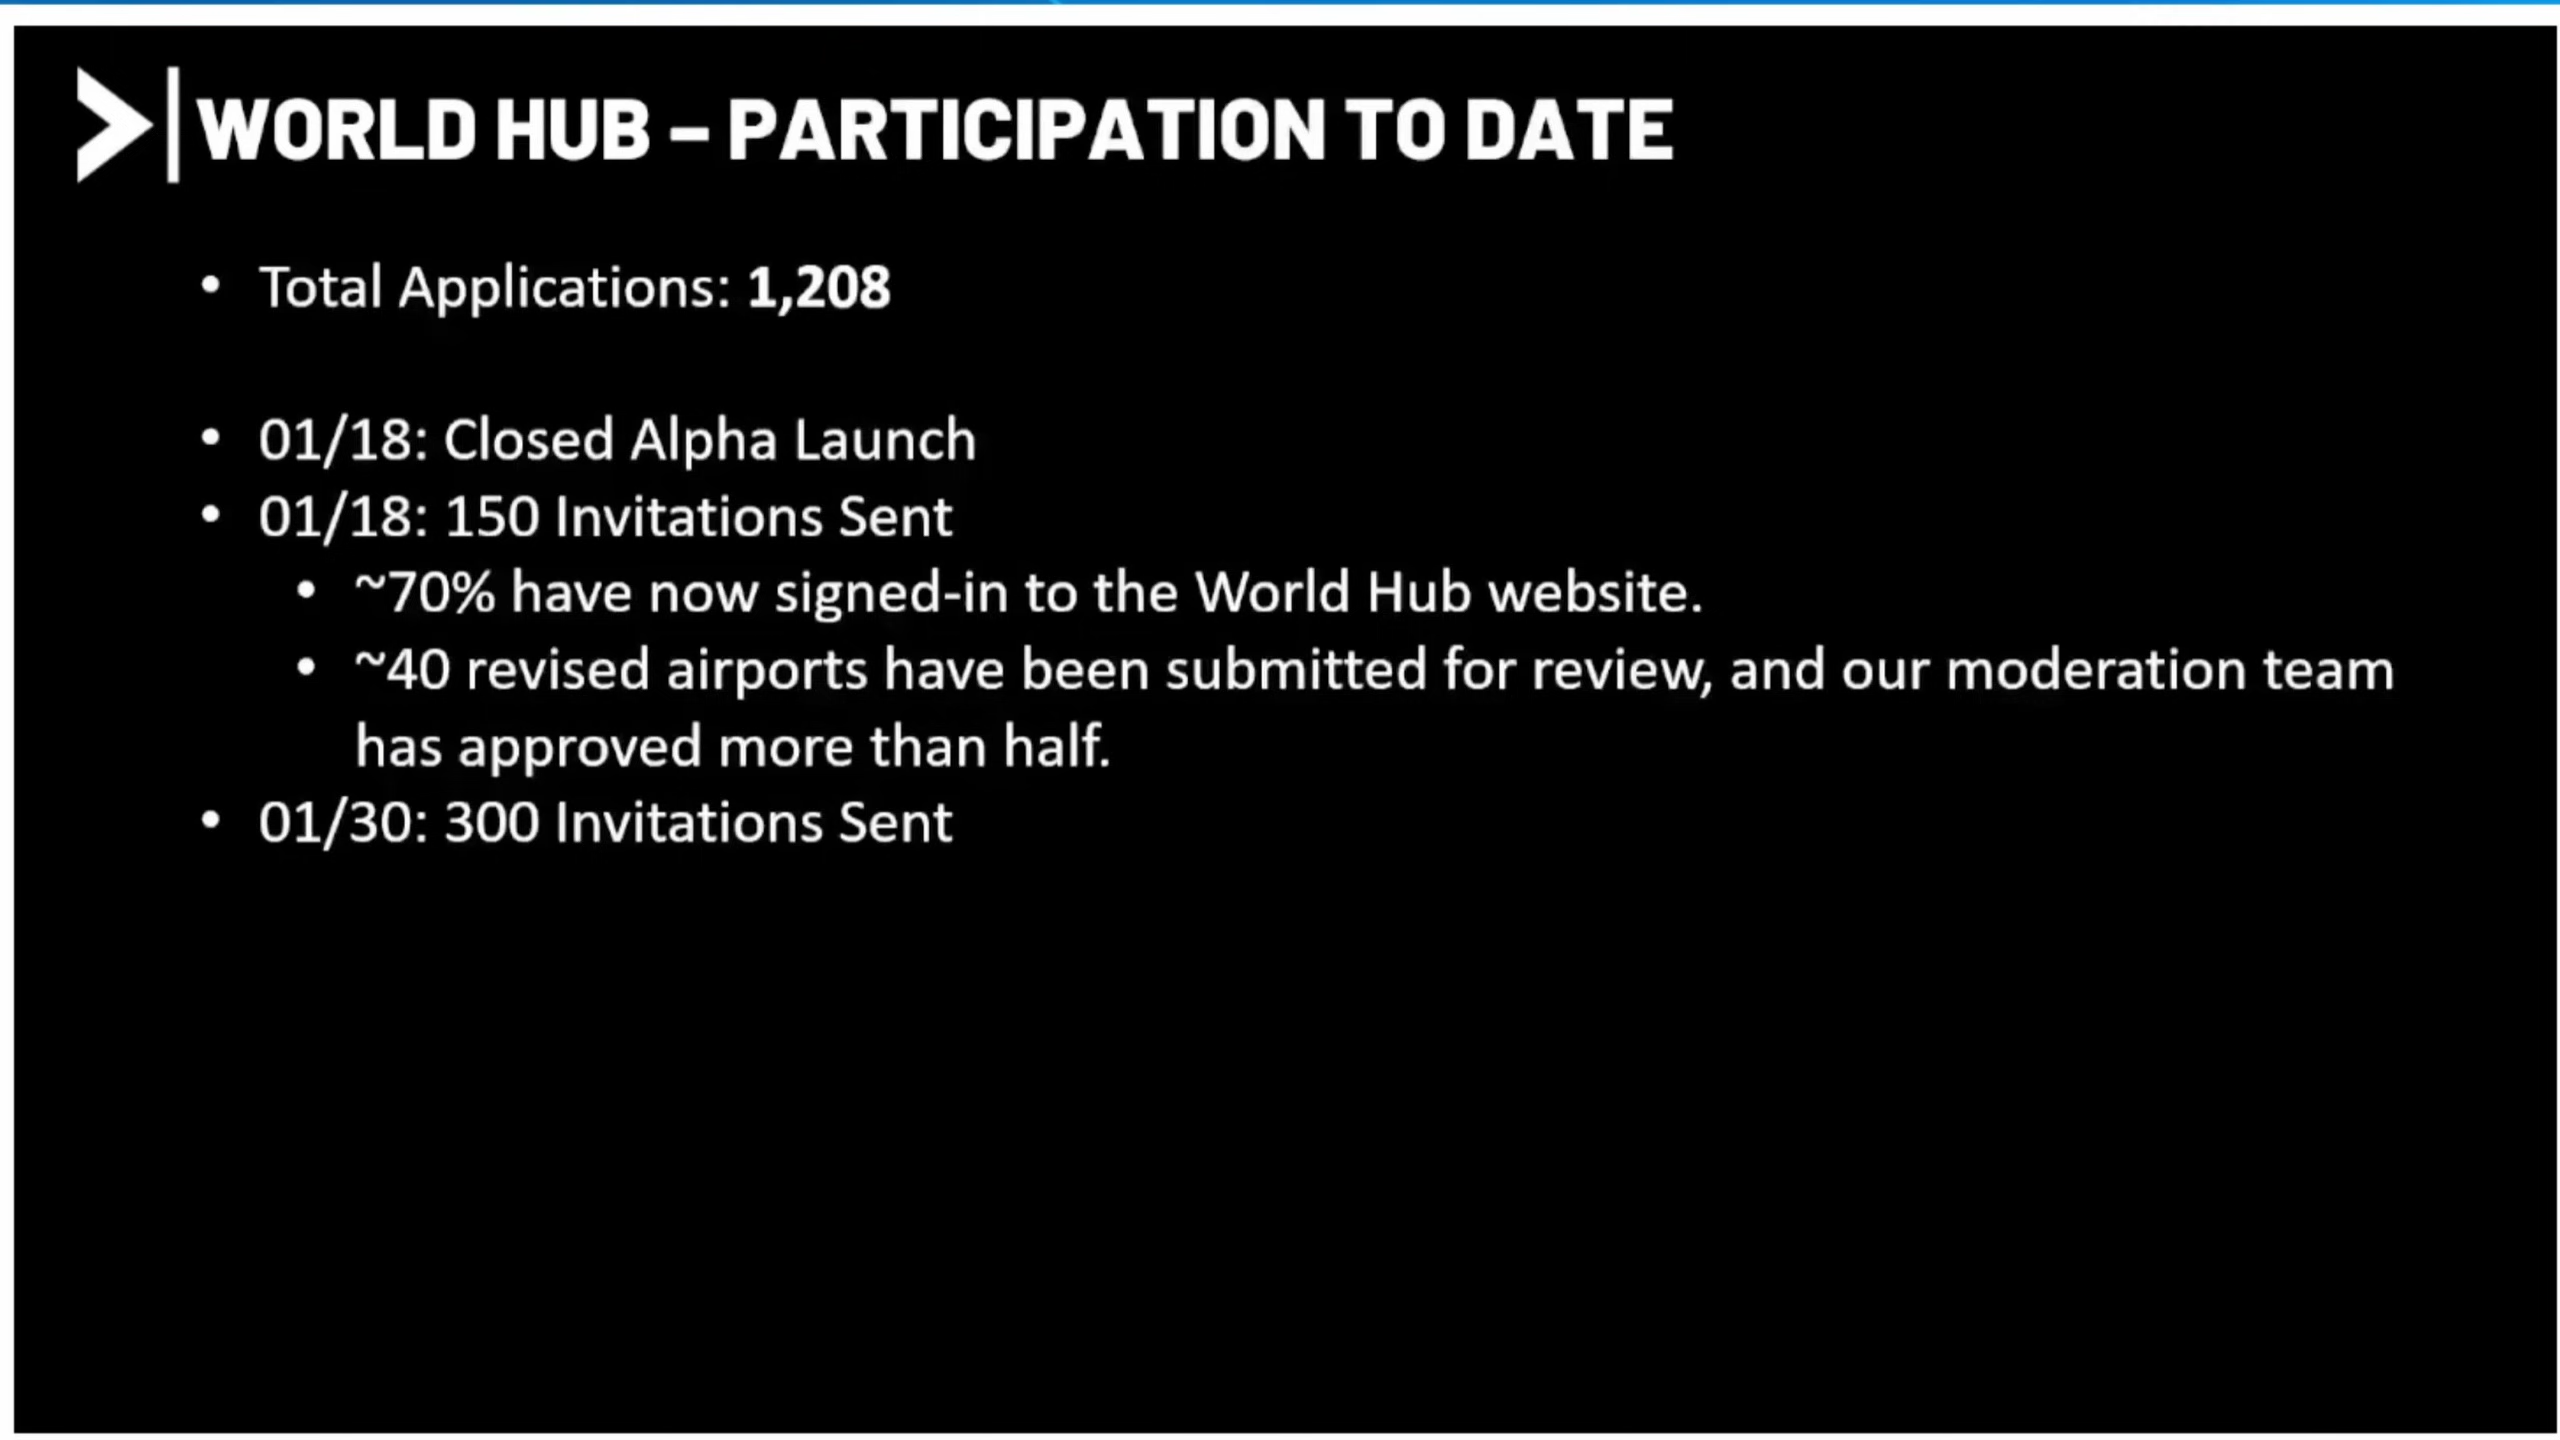 WORLD HUB – PARTICIPATION TO DATE
• Total Applications: 1,208
• 01/18: Closed Alpha Launch
• 01/18: 150 Invitations Sent
• ~70% have now signed-in to the World Hub website.
• ~40 revised airports have been submitted for review, and our moderation team
has approved more than half.
• 01/30: 300 Invitations Sent